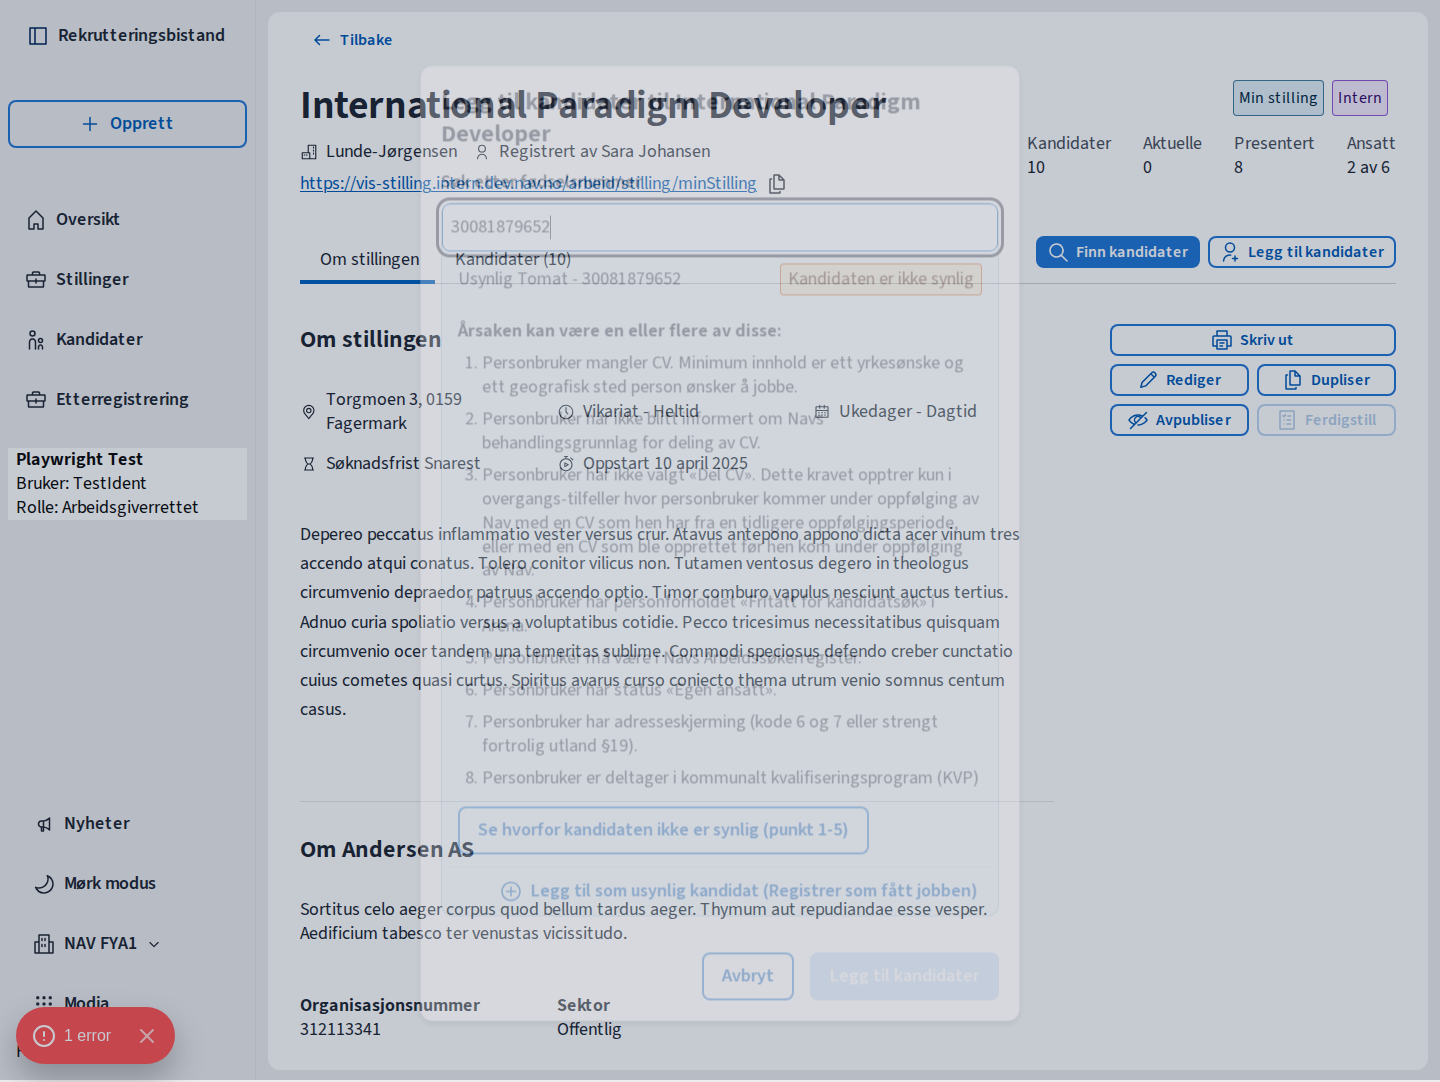 Rekrutteringsbistand
Opprett
Oversikt
Stillinger
Kandidater
Etterregistrering
Playwright Test
Bruker: TestIdent
Rolle: Arbeidsgiverrettet
Nyheter
Mørk modus
NAV FYA1
Modia
1 error
Tilbake
International Paradigm Developer
Min stilling
Intern
Lunde-Jørgensen
Registrert av Sara Johansen
https://vis-stilling.intern.dev.nav.no/arbeid/stilling/minStilling
Kandidater
10
Aktuelle
0
Presentert
8
Ansatt
2 av 6
Om stillingen
Kandidater (10)
Finn kandidater
Legg til kandidater
Om stillingen
Skriv ut
Rediger
Dupliser
Avpubliser
Ferdigstill
Torgmoen 3, 0159
Fagermark
Vikariat - Heltid
Ukedager - Dagtid
Søknadsfrist Snarest
Oppstart 10 april 2025
Depereo peccatus inflammatio vester versus crur. Atavus antepono appono dicta acer vinum tres
accendo atqui conatus. Tolero conitor vilicus non. Tutamen ventosus degero in theologus
circumvenio depraedor patruus accendo optio. Timor comburo vapulus nesciunt auctus tertius.
Adnuo curia spoliatio versus a voluptatibus cotidie. Pecco tricesimus necessitatibus quisquam
circumvenio ocer tandem una temeritas sublime. Commodi speciosus defendo creber cunctatio
cuius cometes quasi curtus. Spiritus avarus curso coniecto thema utrum venio somnus centum
casus.
Om Andersen AS
Sortitus celo aeger corpus quod bellum tardus aeger. Thymum aut repudiandae esse vesper.
Aedificium tabesco ter venustas vicissitudo.
Organisasjonsnummer
312113341
Sektor
Offentlig
Legg til kandidater til International Paradigm
Developer
Søk etter fødselsnummer
30081879652
Usynlig Tomat - 30081879652
Kandidaten er ikke synlig
Årsaken kan være en eller flere av disse:
1. Personbruker mangler CV. Minimum innhold er ett yrkesønske og
ett geografisk sted person ønsker å jobbe.
2. Personbruker har ikke blitt informert om Navs
behandlingsgrunnlag for deling av CV.
3. Personbruker har ikke valgt «Del CV». Dette kravet opptrer kun i
overgangs-tilfeller hvor personbruker kommer under oppfølging av
Nav med en CV som hen har fra en tidligere oppfølgingsperiode,
eller med en CV som ble opprettet før hen kom under oppfølging
av Nav.
4. Personbruker har personforholdet «Fritatt for kandidatsøk» i
Arena.
5. Personbruker må være i Navs Arbeidssøkerregister.
6. Personbruker har status «Egen ansatt».
7. Personbruker har adresseskjerming (kode 6 og 7 eller strengt
fortrolig utland §19).
8. Personbruker er deltager i kommunalt kvalifiseringsprogram (KVP)
Se hvorfor kandidaten ikke er synlig (punkt 1-5)
Legg til som usynlig kandidat (Registrer som fått jobben)
Avbryt
Legg til kandidater